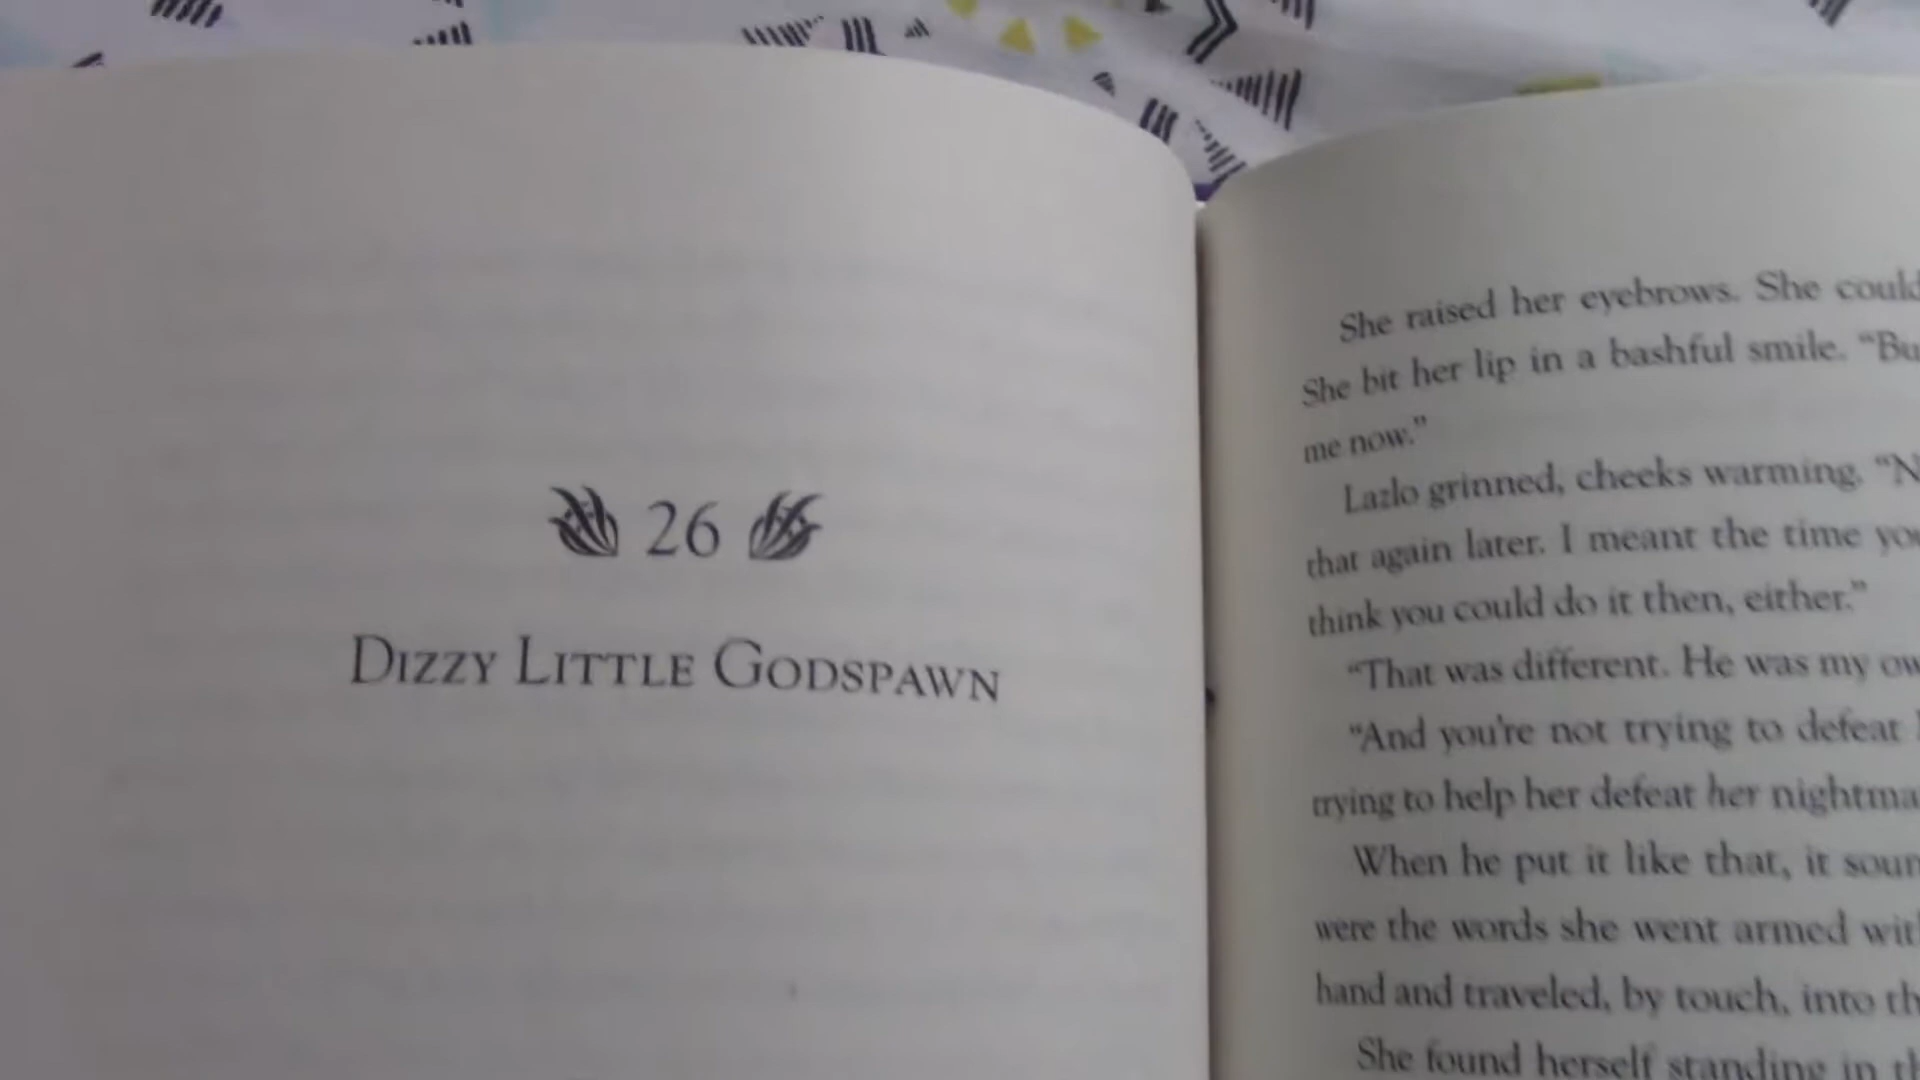 26
DIZZY LITTLE GODSPAWN
She raised her eyebrows. She could
She bit her lip in a bashful smile. “Bu
me now.”
Lazlo grinned, cheeks warming. “N
that again later. I meant the time you
think you could do it then, either.”
“That was different. He was my ow
“And you're not trying to defeat
trying to help her defeat her nightma
When he put it like that, it soun
were the words she went armed wit
hand and traveled, by touch, into th
She found herself standing in th